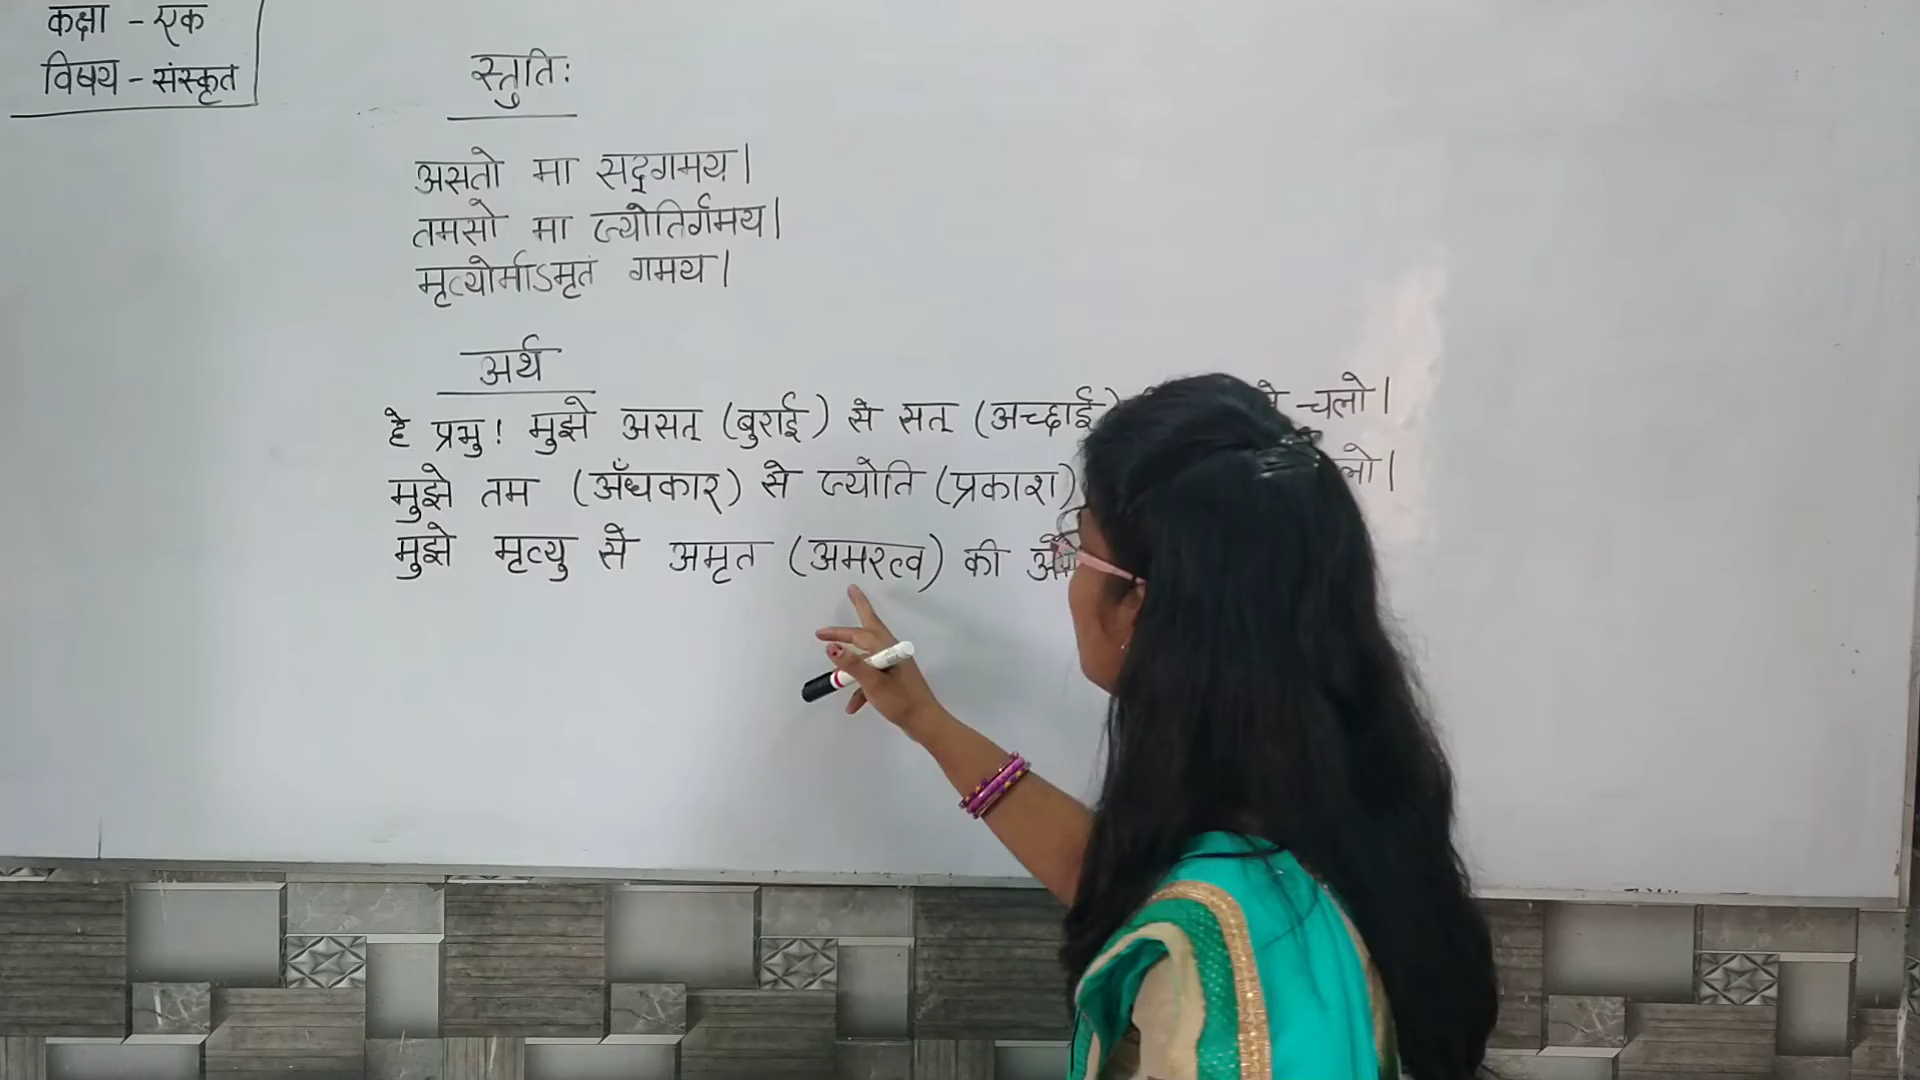 कक्षा - एक
विषय - संस्कृत
स्तुतिः
असतो मा सद्गमय।
तमसो मा ज्योतिर्गमय।
मृत्योर्माऽमृतं गमय।
अर्थ
हे प्रभु! मुझे असत् (बुराई) से सत् (अच्छाई) चलो।
मुझे तम (अँधकार) से ज्योति (प्रकाश)
मुझे मृत्यु से अमृत (अमरत्व) की